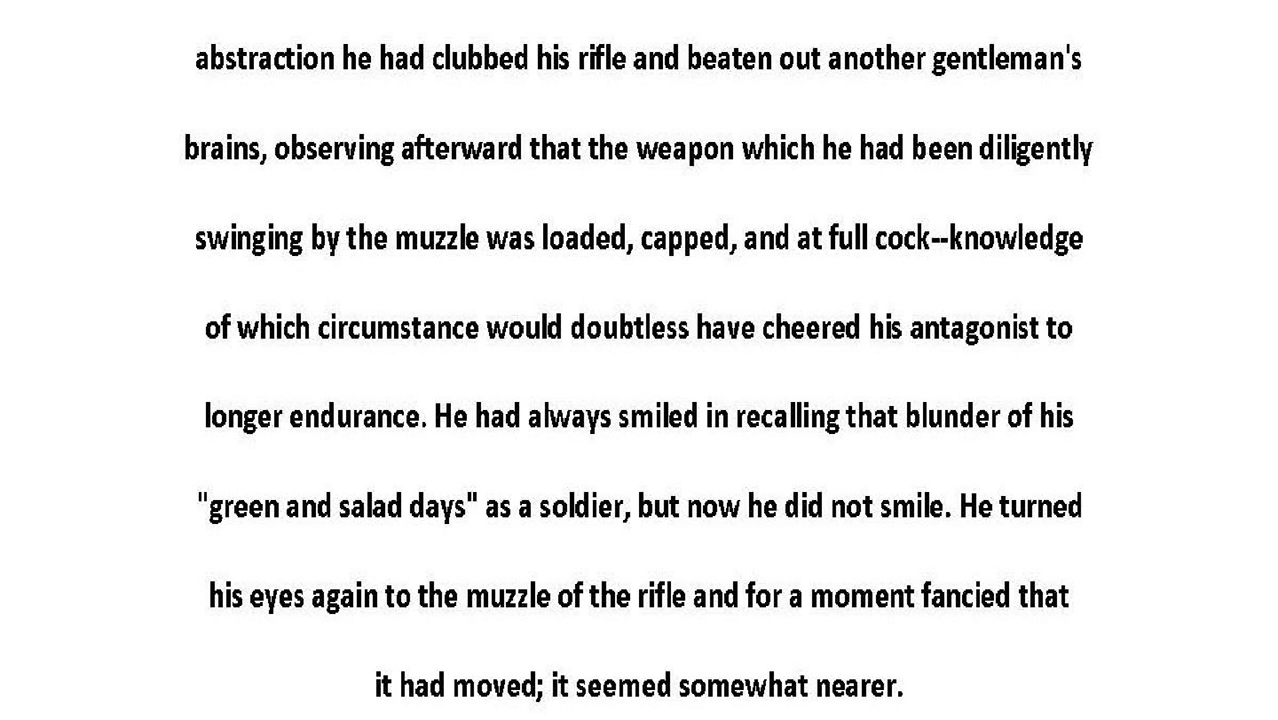 abstraction he had clubbed his rifle and beaten out another gentleman's
brains, observing afterward that the weapon which he had been diligently
swinging by the muzzle was loaded, capped, and at full cock--knowledge
of which circumstance would doubtless have cheered his antagonist to
longer endurance. He had always smiled in recalling that blunder of his
"green and salad days" as a soldier, but now he did not smile. He turned
his eyes again to the muzzle of the rifle and for a moment fancied that
it had moved; it seemed somewhat nearer.